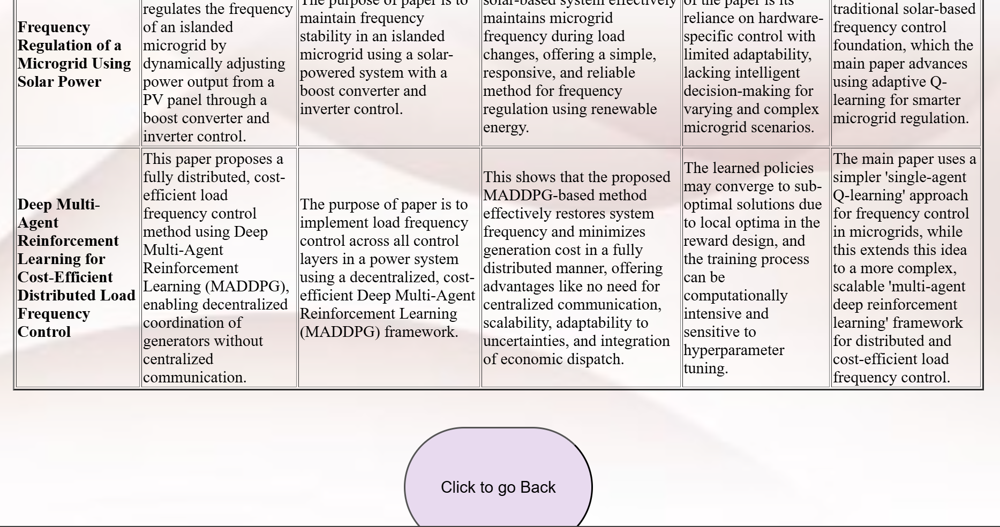 Frequency
Regulation of a
Microgrid Using
Solar Power
regulates the frequency
of an islanded
microgrid by
dynamically adjusting
power output from a
PV panel through a
boost converter and
inverter control.
The purpose of paper is to
maintain frequency
stability in an islanded
microgrid using a solar-
powered system with a
boost converter and
inverter control.
solar-based system effectively
maintains microgrid
frequency during load
changes, offering a simple,
responsive, and reliable
method for frequency
regulation using renewable
energy.
of the paper is its
reliance on hardware-
specific control with
limited adaptability,
lacking intelligent
decision-making for
varying and complex
microgrid scenarios.
traditional solar-based
frequency control
foundation, which the
main paper advances
using adaptive Q-
learning for smarter
microgrid regulation.
Deep Multi-
Agent
Reinforcement
Learning for
Cost-Efficient
Distributed Load
Frequency
Control
This paper proposes a
fully distributed, cost-
efficient load
frequency control
method using Deep
Multi-Agent
Reinforcement
Learning (MADDPG),
enabling decentralized
coordination of
generators without
centralized
communication.
The purpose of paper is to
implement load frequency
control across all control
layers in a power system
using a decentralized, cost-
efficient Deep Multi-Agent
Reinforcement Learning
(MADDPG) framework.
This shows that the proposed
MADDPG-based method
effectively restores system
frequency and minimizes
generation cost in a fully
distributed manner, offering
advantages like no need for
centralized communication,
scalability, adaptability to
uncertainties, and integration
of economic dispatch.
The learned policies
may converge to sub-
optimal solutions due
to local optima in the
reward design, and
the training process
can be
computationally
intensive and
sensitive to
hyperparameter
tuning.
The main paper uses a
simpler 'single-agent
Q-learning' approach
for frequency control
in microgrids, while
this extends this idea
to a more complex,
scalable 'multi-agent
deep reinforcement
learning' framework
for distributed and
cost-efficient load
frequency control.
Click to go Back